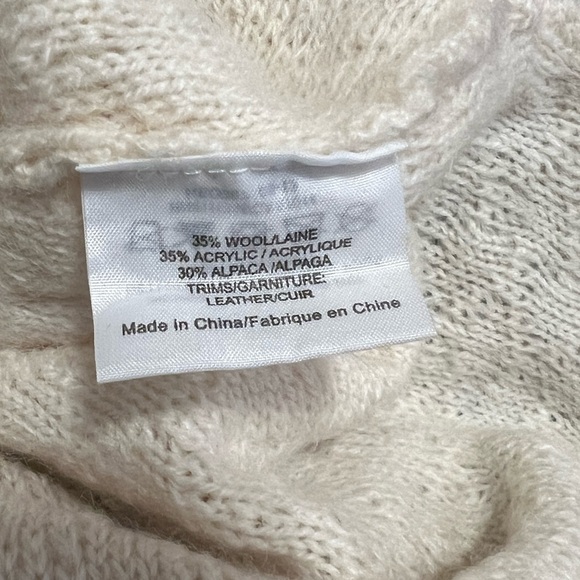 35% WOOL/LAINE
35% ACRYLIC / ACRYLIQUE
30% ALPACA /ALPAGA
TRIMS/GARNITURE:
LEATHER/CUIR
Made in China/Fabrique en Chine